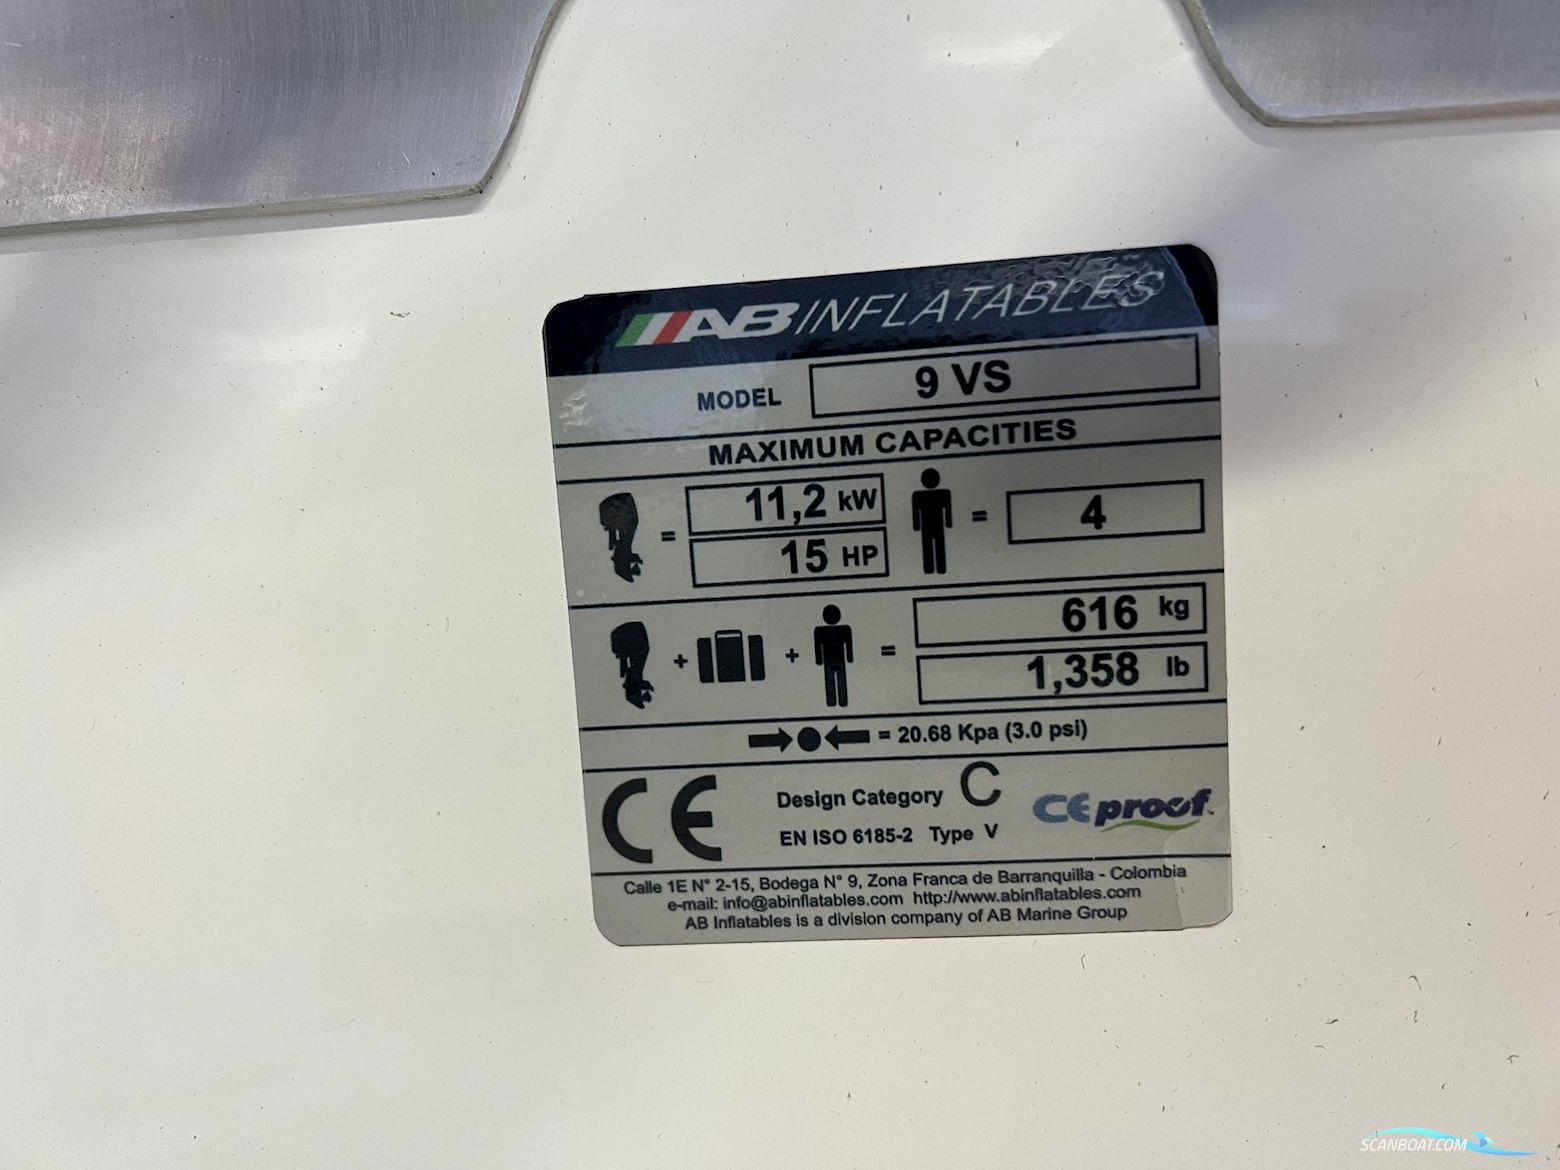 AB INFLATABLES
MODEL 9 VS
MAXIMUM CAPACITIES
= 11,2 kW
15 HP
= 4
+ + = 616 kg
1,358 lb
= 20.68 Kpa (3.0 psi)
CE Design Category C
EN ISO 6185-2 Type V
CE proof
Calle 1E N° 2-15, Bodega N° 9, Zona Franca de Barranquilla - Colombia
e-mail: info@abinflatables.com http://www.abinflatables.com
AB Inflatables is a division company of AB Marine Group
SCANBOAT.COM